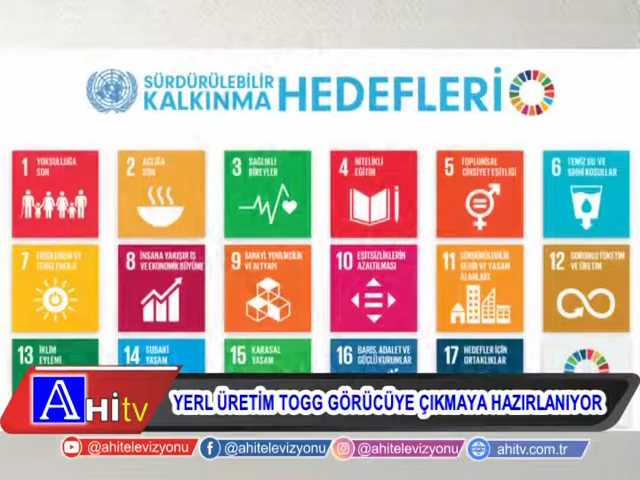 SÜRDÜRÜLEBİLİR
KALKINMA HEDEFLERİ
1 YOKSULLUĞA
SON
2 AÇLIĞA
SON
3 SAĞLIKLI
BİREYLER
4 NİTELİKLİ
EĞİTİM
5 TOPLUMSAL
CİNSİYET EŞİTLİĞİ
6 TEMİZ SU VE
SIHHİ KOŞULLAR
7 ERİŞİLEBİLİR VE
TEMİZ ENERJİ
8 İNSANA YAKIŞIR İŞ
VE EKONOMİK BÜYÜME
9 SANAYİ, YENİLİKÇİLİK
VE ALTYAPI
10 EŞİTSİZLİKLERİN
AZALTILMASI
11 SÜRDÜRÜLEBİLİR
ŞEHİR VE YAŞAM
ALANLARI
12 SORUMLU TÜKETİM
VE ÜRETİM
13 İKLİM
EYLEMİ
14 SUDAKİ
YAŞAM
15 KARASAL
YAŞAM
16 BARIŞ, ADALET VE
GÜÇLÜ KURUMLAR
17 HEDEFLER İÇİN
ORTAKLIKLAR
AHitv
YERL ÜRETİM TOGG GÖRÜCÜYE ÇIKMAYA HAZIRLANIYOR
@ahitelevizyonu @ahitelevizyonu @ahitelevizyonu ahitv.com.tr